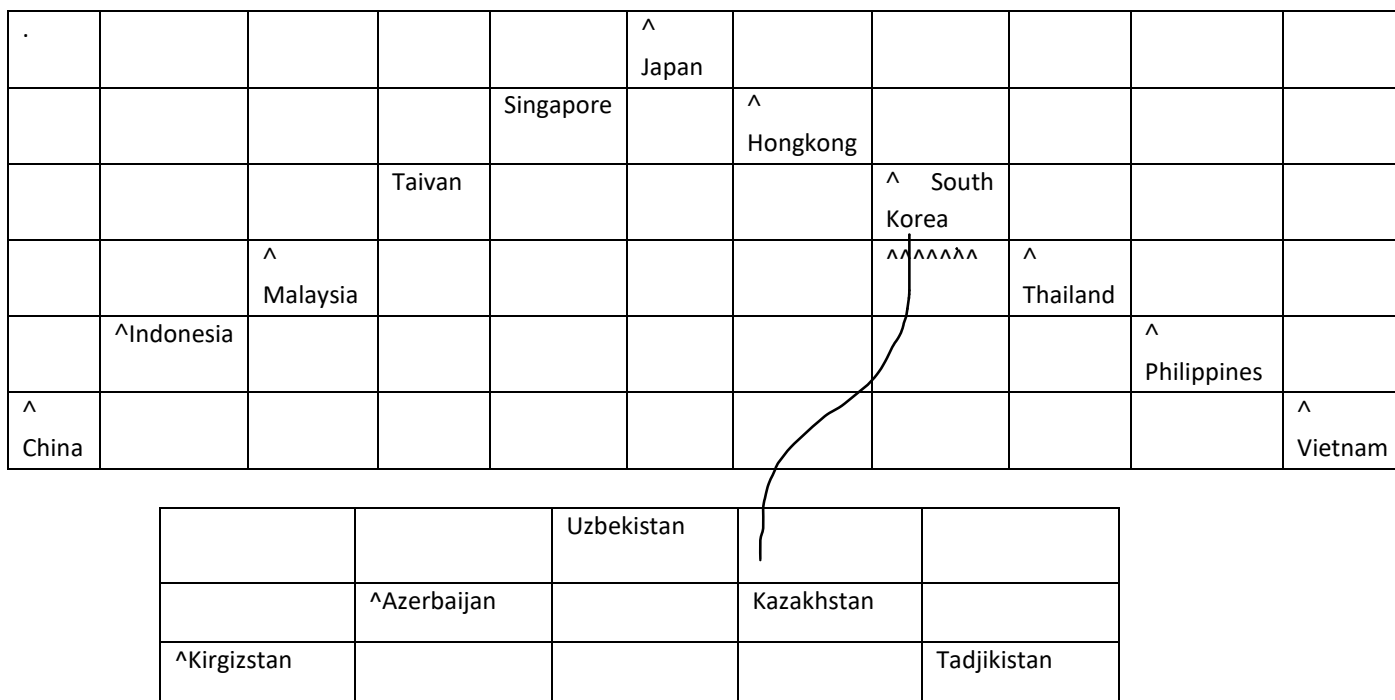 .
^
Japan
Singapore
^
Hongkong
Taivan
^ South
Korea
^
Malaysia
^^^^^^^
^
Thailand
^Indonesia
^
Philippines
^
China
^
Vietnam
Uzbekistan
^Azerbaijan
Kazakhstan
^Kirgizstan
Tadjikistan